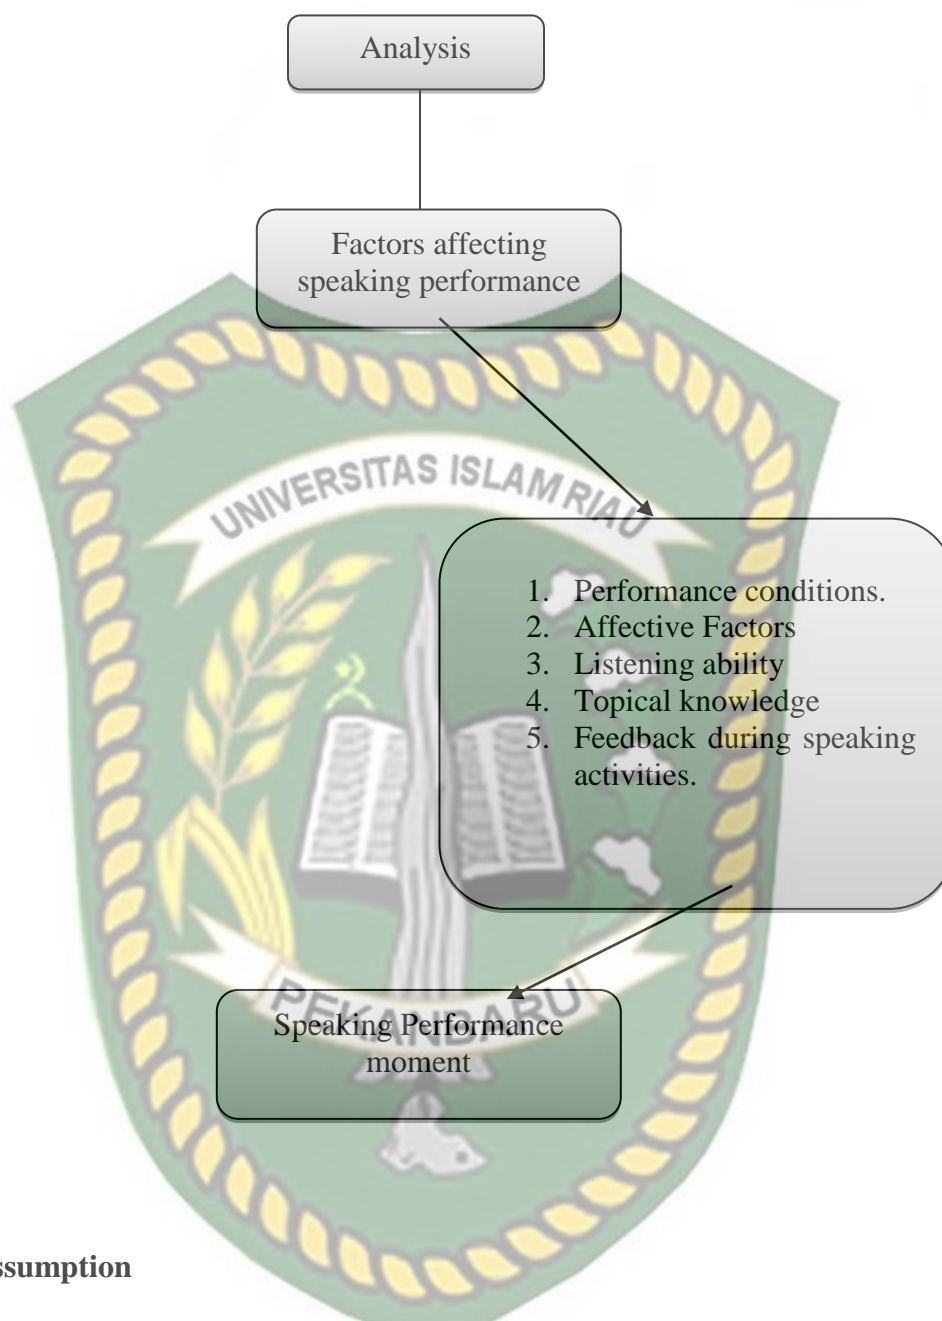 Analysis
Factors affecting
speaking performance
UNIVERSITAS ISLAM RIAU
1. Performance conditions.
2. Affective Factors
3. Listening ability
4. Topical knowledge
5. Feedback during speaking
activities.
PEKANBARU
Speaking Performance
moment
ssumption